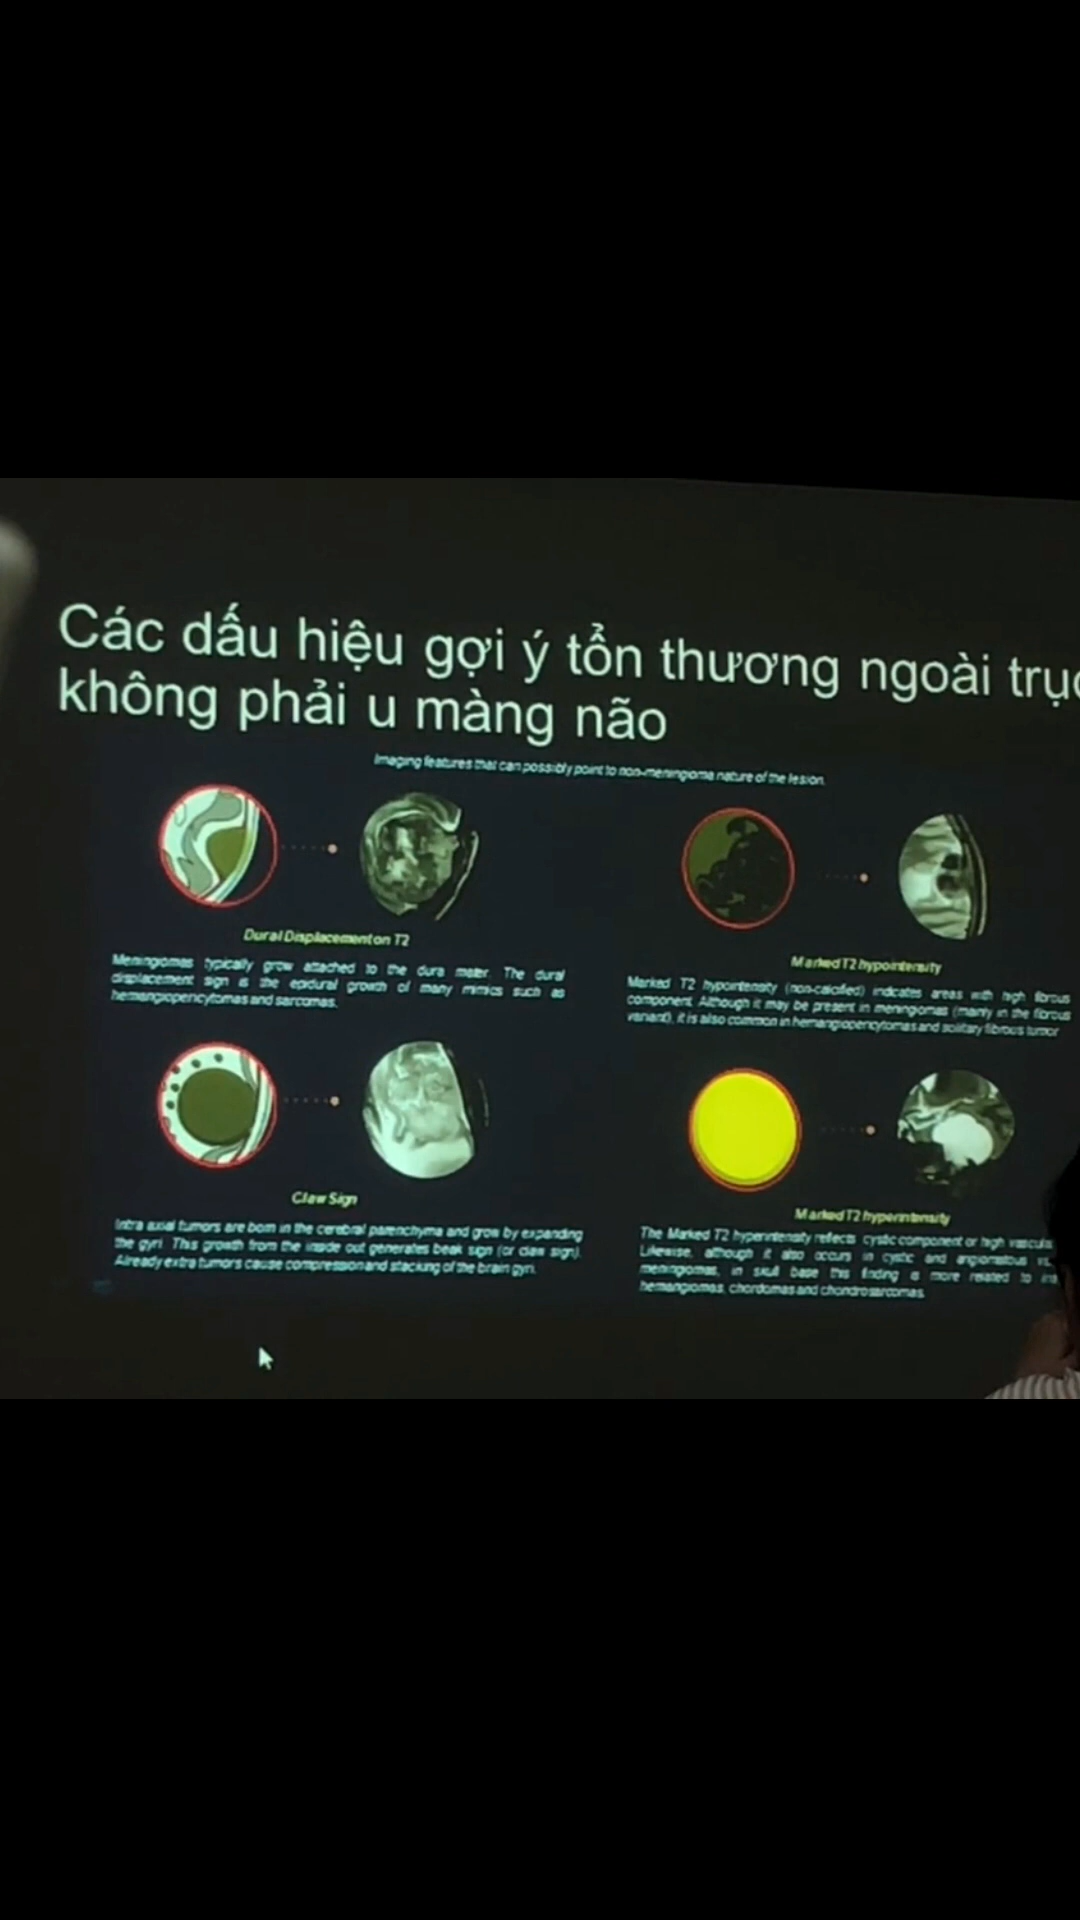 Các dấu hiệu gợi ý tổn thương ngoài trục
không phải u màng não
Imaging features that can possibly point to non-meningioma nature of the lesion.
Dural Displacement on T2
Meningiomas typically grow attached to the dura mater. The dural
displacement sign is the epidural growth of many mimics such as
hemangiopericytomas and sarcomas.
Marked T2 hypointensity
Marked T2 hypointensity (non-calcified) indicates areas with high fibrous
component. Although it may be present in meningiomas (mainly in the fibrous
variant), it is also common in hemangiopericytomas and solitary fibrous tumor
Claw Sign
Intra axial tumors are born in the cerebral parenchyma and grow by expanding
the gyri. This growth from the inside out generates beak sign (or claw sign).
Already extra tumors cause compression and stacking of the brain gyri.
Marked T2 hyperintensity
The Marked T2 hyperintensity reflects cystic component or high
Likewise, although it also occurs in cystic and angiomatous
meningiomas, in skull base this finding is more related to
hemangiomas, chordomas and chondrosarcomas.